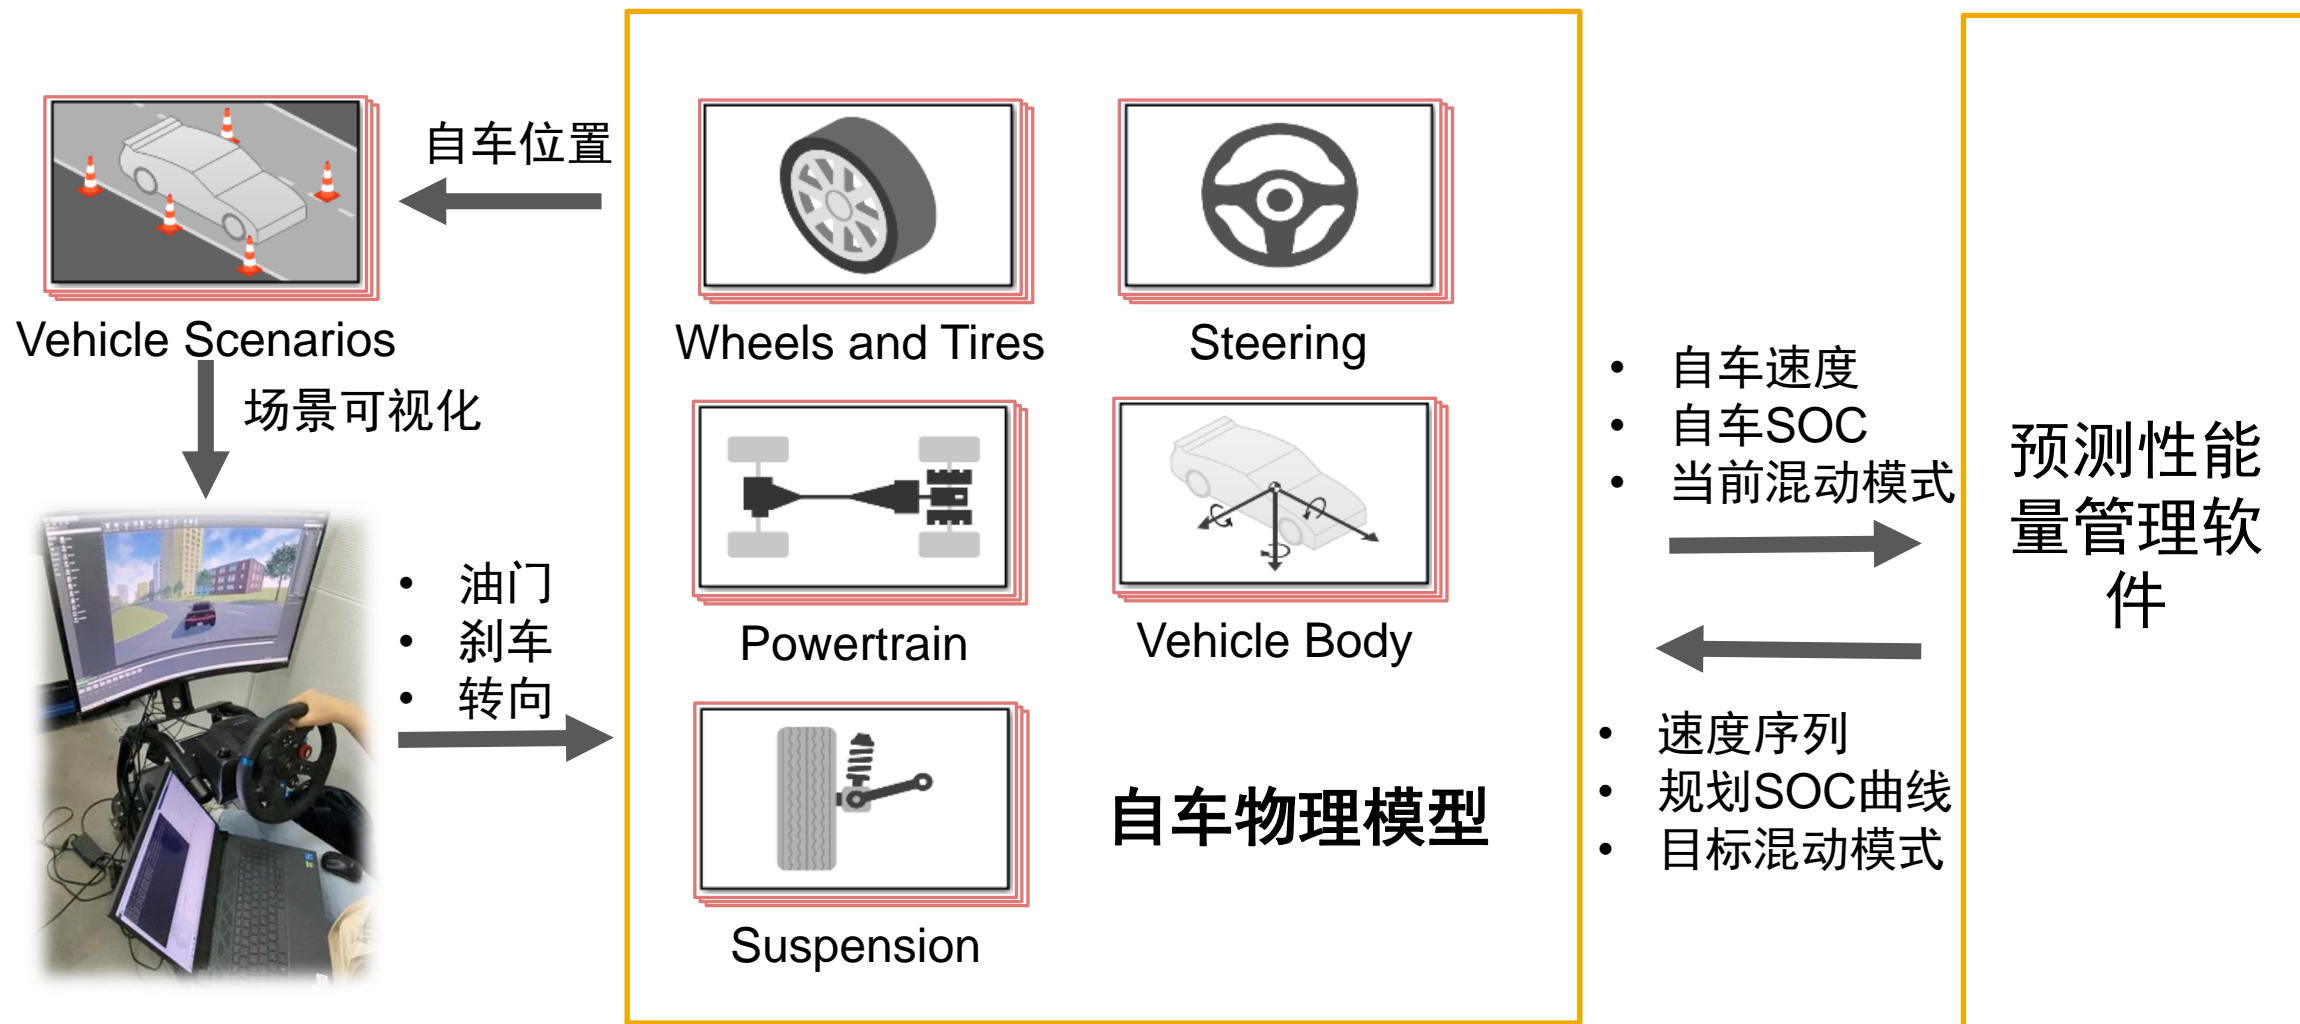 自车位置
Vehicle Scenarios
场景可视化
• 油门
• 刹车
• 转向
Wheels and Tires
Steering
Powertrain
Vehicle Body
Suspension
自车物理模型
• 自车速度
• 自车SOC
• 当前混动模式
• 速度序列
• 规划SOC曲线
• 目标混动模式
预测性能
量管理软
件